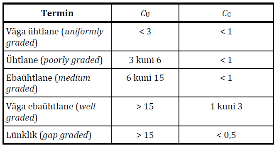 Termin C_U C_C
Väga ühtlane (uniformly graded) < 3 < 1
Ühtlane (poorly graded) 3 kuni 6 < 1
Ebaühtlane (medium graded) 6 kuni 15 < 1
Väga ebaühtlane (well graded) > 15 1 kuni 3
Lünklik (gap graded) > 15 < 0,5